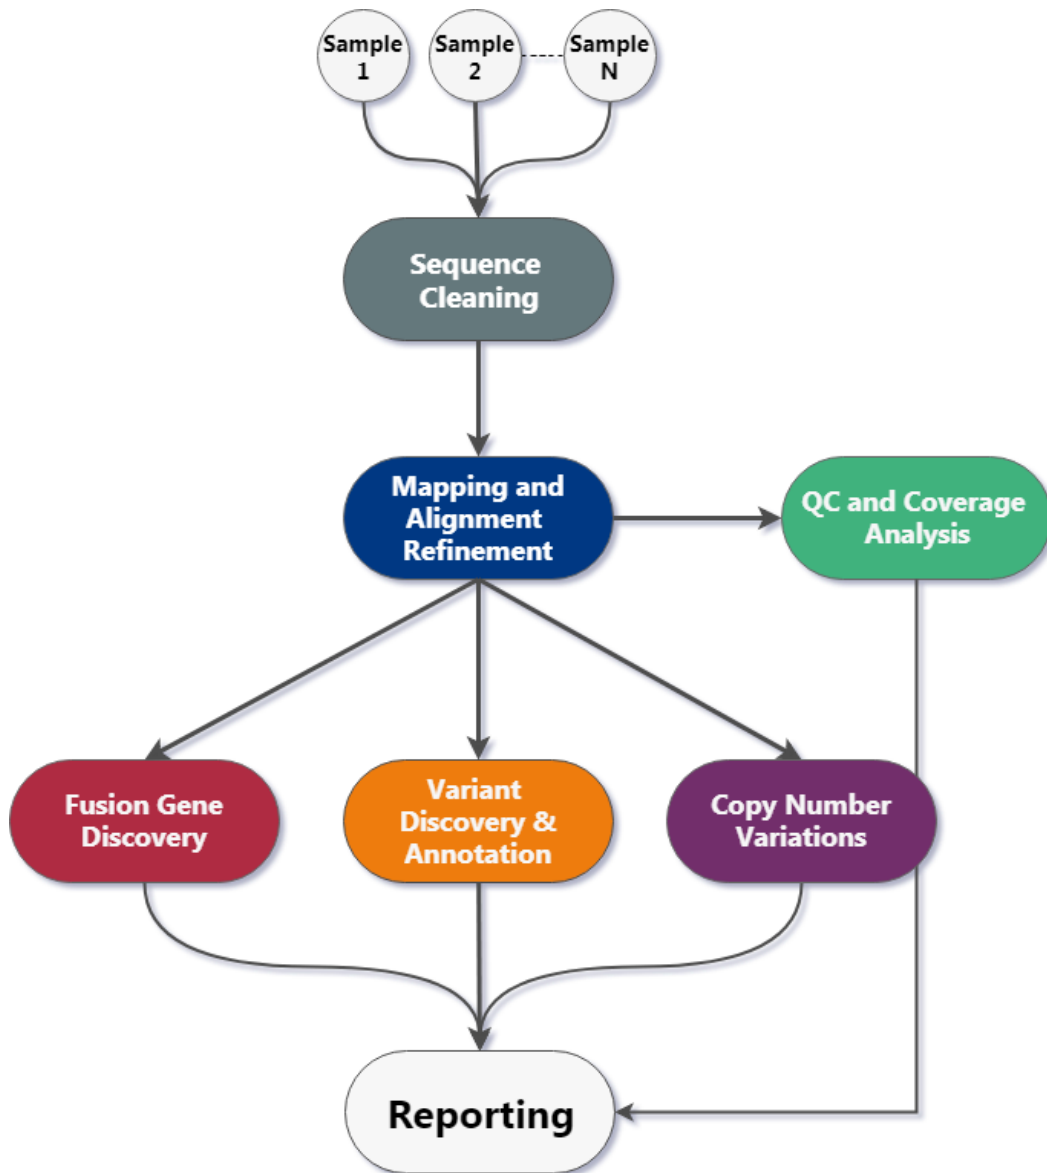 Sample
1
Sample
2
Sample
N
Sequence
Cleaning
Mapping and
Alignment
Refinement
QC and Coverage
Analysis
Fusion Gene
Discovery
Variant
Discovery &
Annotation
Copy Number
Variations
Reporting